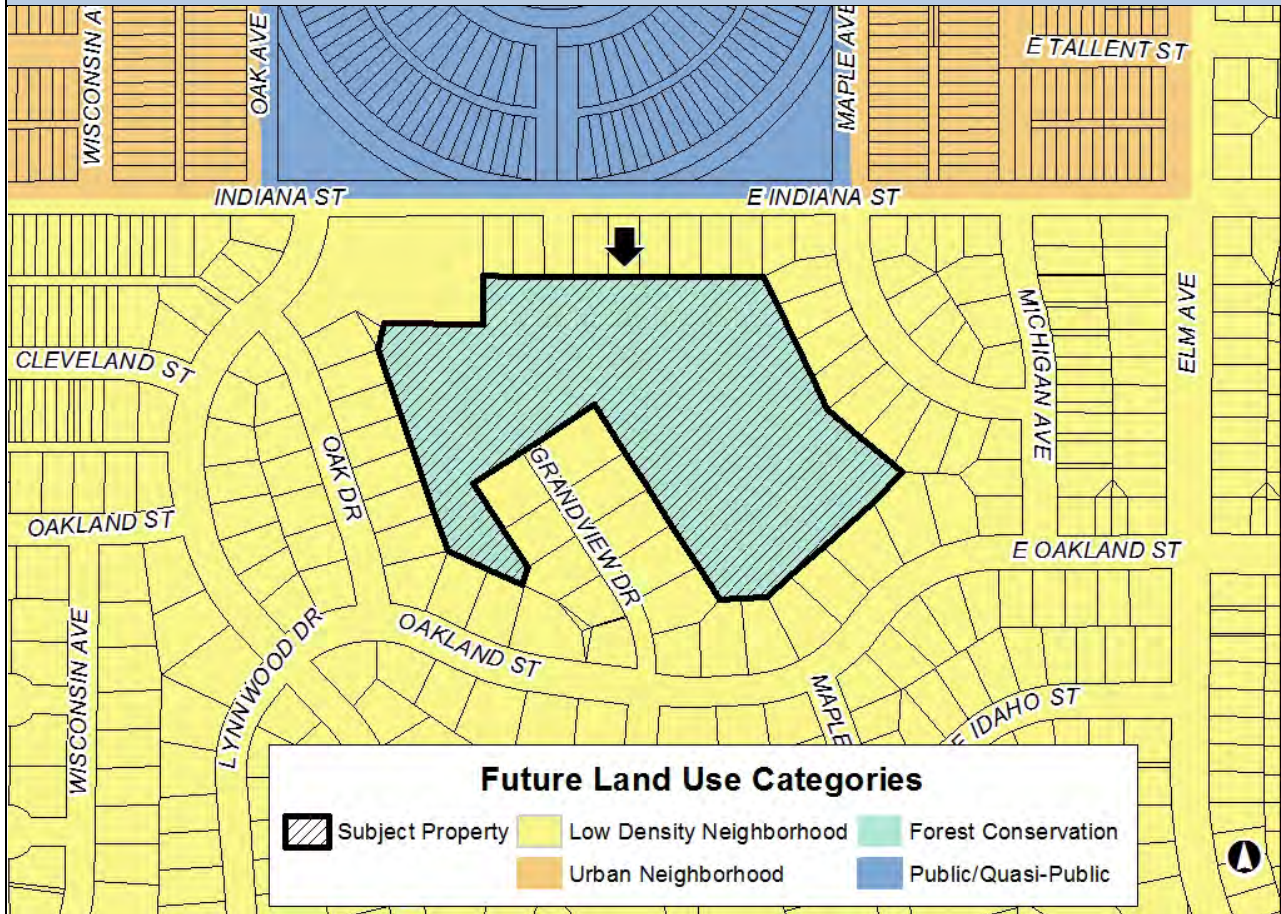 WISCONSIN A
OAK AVE
MAPLE AVE
E TALLENT ST
INDIANA ST
E INDIANA ST
CLEVELAND ST
OAK DR
GRANDVIEW DR
MICHIGAN AVE
ELM AVE
OAKLAND ST
E OAKLAND ST
WISCONSIN AVE
LYNNWOOD DR
OAKLAND ST
MAPLE
E IDAHO ST
Future Land Use Categories
Subject Property
Low Density Neighborhood
Forest Conservation
Urban Neighborhood
Public/Quasi-Public